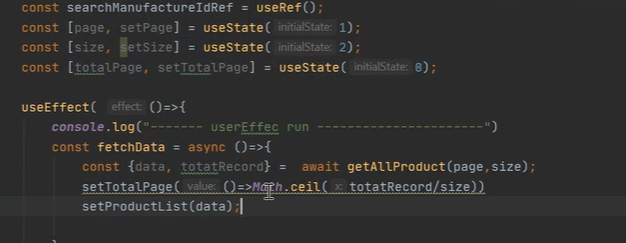 const searchManufactureIdRef = useRef();
const [page, setPage] = useState( initialState: 1);
const [size, setSize] = useState( initialState: 2);
const [totalPage, setTotalPage] = useState( initialState: 0);
useEffect( effect: ()=>{
console.log("------- userEffec run ----------------------")
const fetchData = async ()=>{
const {data, totatRecord} = await getAllProduct(page,size);
setTotalPage( value: ()=>Math.ceil( x: totatRecord/size))
setProductList(data);